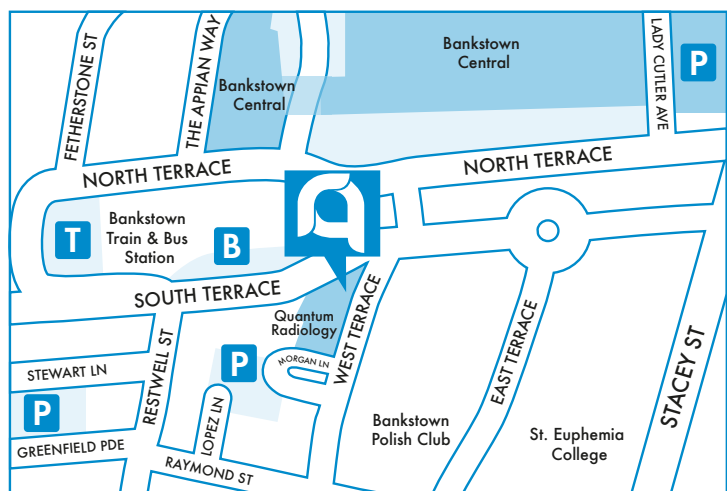 FETHERSTONE ST
THE APPIAN WAY
Bankstown
Central
Bankstown
Central
LADY CUTLER AVE
P
NORTH TERRACE
NORTH TERRACE
T
Bankstown
Train & Bus
Station
B
SOUTH TERRACE
Quantum
Radiology
WEST TERRACE
EAST TERRACE
STACEY ST
RESTWELL ST
STEWART LN
P
MORGAN LN
P
LOPEZ LN
GREENFIELD PDE
RAYMOND ST
Bankstown
Polish Club
St. Euphemia
College